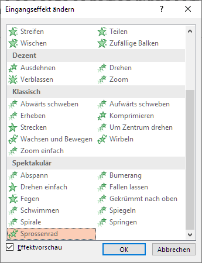 Eingangseffekt ändern
Streifen Teilen
Wischen Zufällige Balken
Dezent
Ausdehnen Drehen
Verblassen Zoom
Klassisch
Abwärts schweben Aufwärts schweben
Erheben Komprimieren
Strecken Um Zentrum drehen
Wachsen und Bewegen Wirbeln
Zoom einfach
Spektakular
Abspann Bumerang
Drehen einfach Fallen lassen
Fegen Gekrümmt nach oben
Schwimmen Spiegeln
Spirale Springen
Sprossenrad
Effektvorschau OK Abbrechen